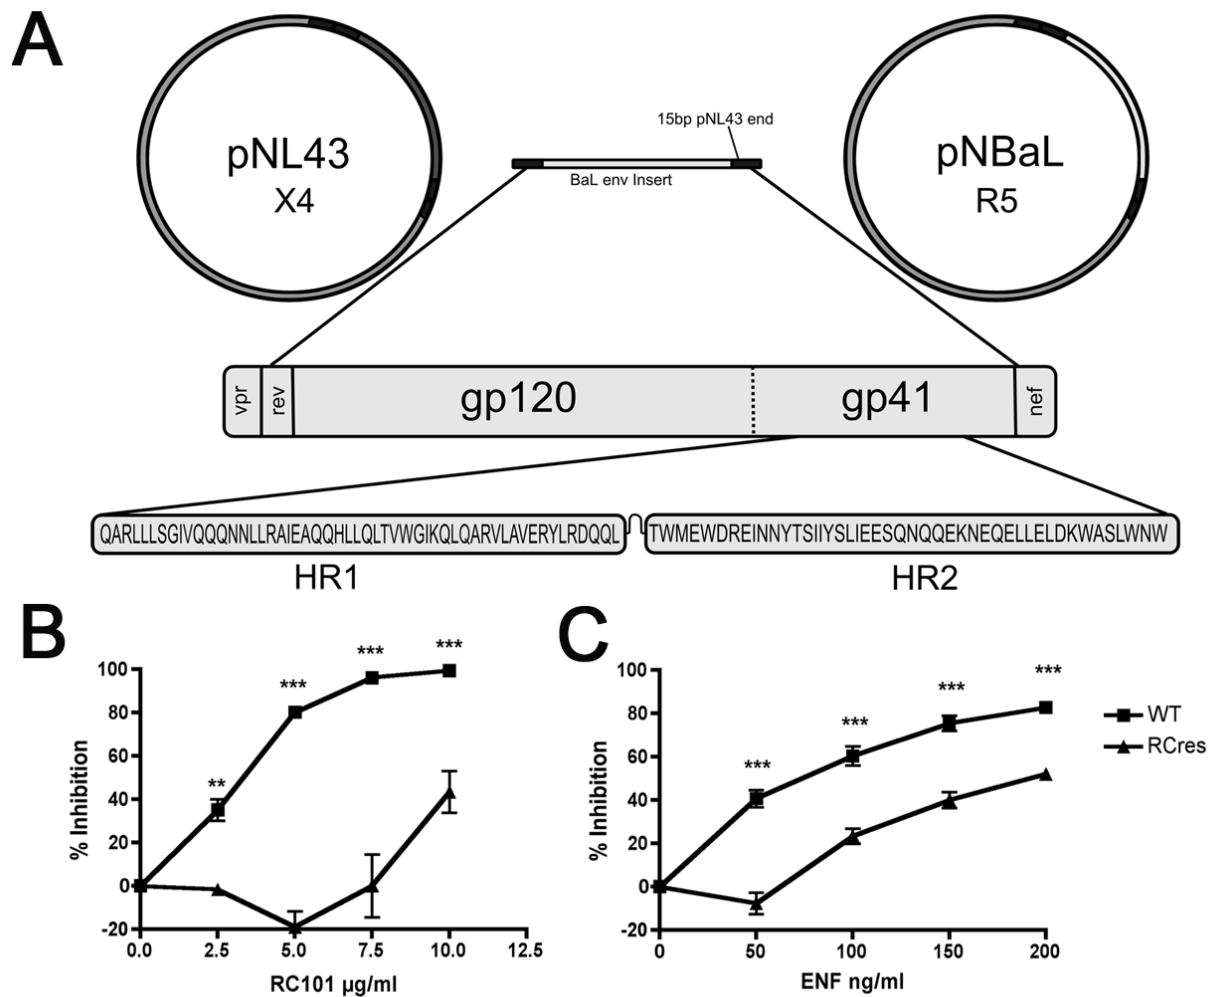 A
pNL43
X4
15bp pNL43 end
BaL env Insert
pNBaL
R5
vpr
rev
gp120
gp41
nef
QARLLLSGIVQQQNNLLRAIEAQQHLLQLTVWGIKQLQARVLAVERYLRDQQL
TWMEWDREINNYTSIIYSLIEESQNQQEKNEQELLELDKWASLWNW
HR1
HR2
B
% Inhibition
100
80
60
40
20
0
-20
**
***
***
***
0.0 2.5 5.0 7.5 10.0 12.5
RC101 µg/ml
C
% Inhibition
100
80
60
40
20
0
-20
***
***
***
***
0 50 100 150 200
ENF ng/ml
WT
RCres